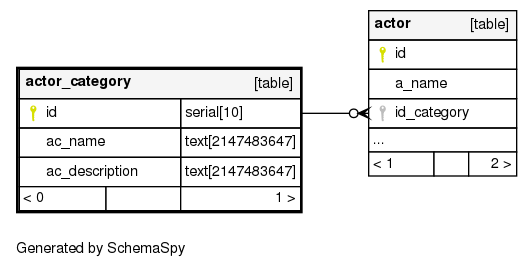 actor_category [table]
id serial[10]
ac_name text[2147483647]
ac_description text[2147483647]
< 0 1 >
actor [table]
id
a_name
id_category
...
< 1 2 >
Generated by SchemaSpy